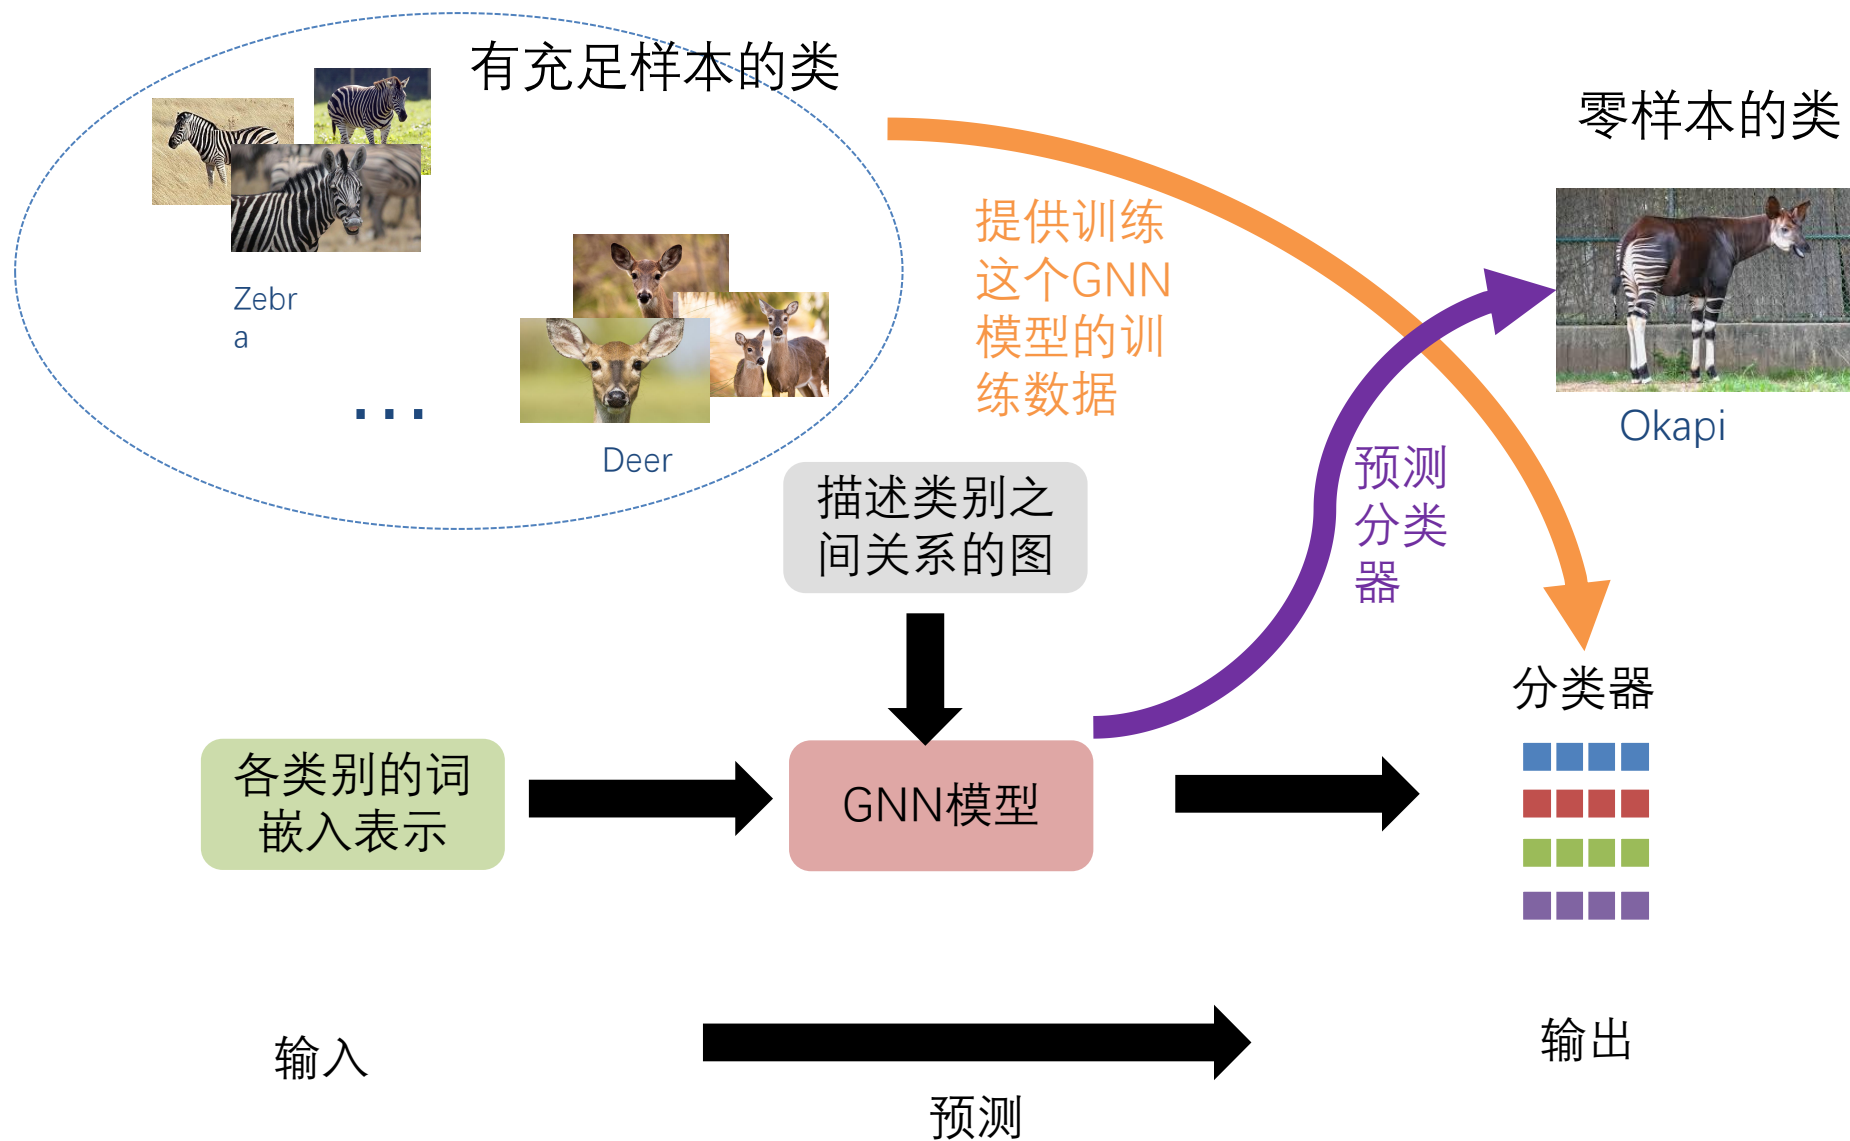 有充足样本的类
零样本的类
Zebr
a
...
Deer
提供训练
这个GNN
模型的训
练数据
Okapi
预测
分类
器
描述类别之
间关系的图
分类器
各类别的词
嵌入表示
GNN模型
输入
预测
输出